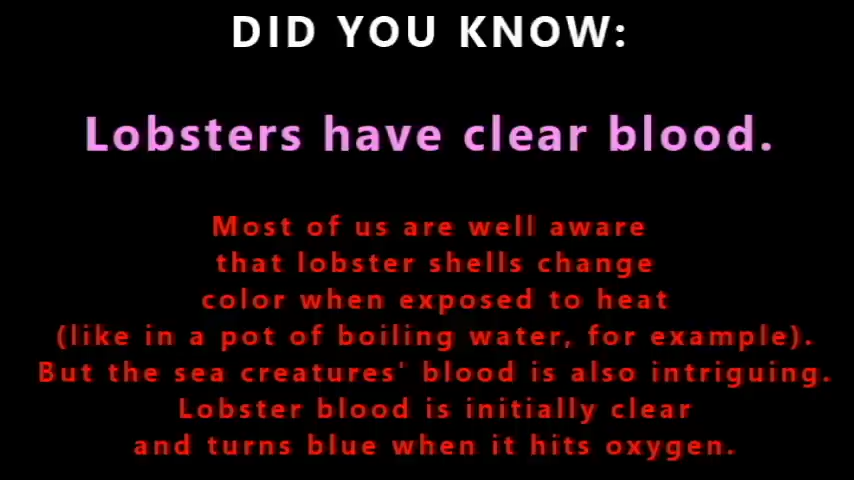 DID YOU KNOW:
Lobsters have clear blood.
Most of us are well aware
that lobster shells change
color when exposed to heat
(like in a pot of boiling water, for example).
But the sea creatures' blood is also intriguing.
Lobster blood is initially clear
and turns blue when it hits oxygen.